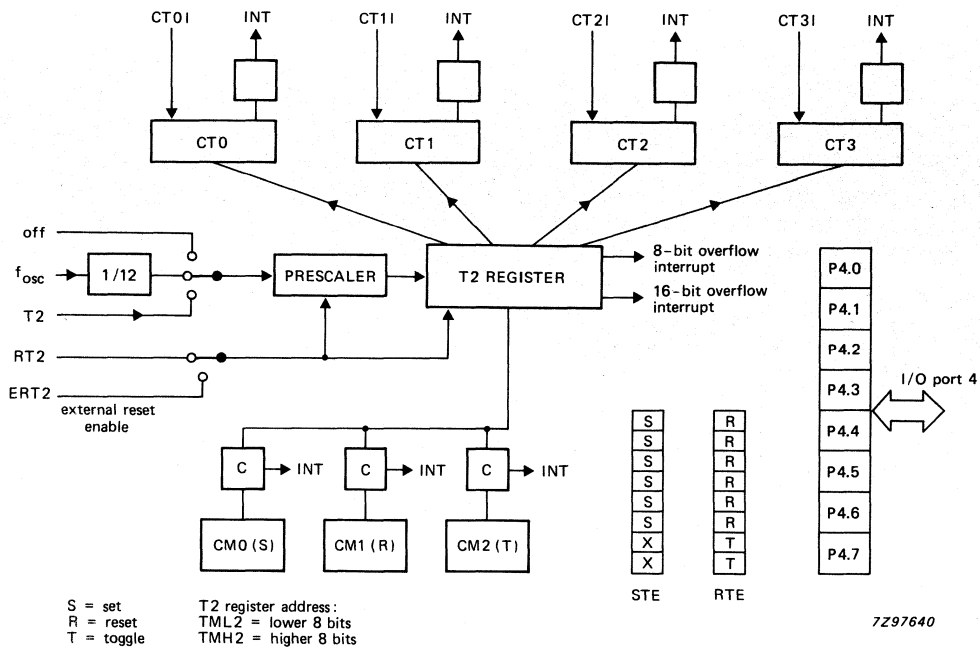 CT0I INT CT1I INT CT2I INT CT3I INT
CT0 CT1 CT2 CT3
off
fosc 1/12 PRESCALER T2 REGISTER
T2
RT2
ERT2
external reset
enable
8-bit overflow
interrupt
16-bit overflow
interrupt
C INT C INT C INT
CM0 (S) CM1 (R) CM2 (T)
S R
S R
S R
S R
S R
S R
X T
X T
STE RTE
P4.0
P4.1
P4.2
P4.3
P4.4
P4.5
P4.6
P4.7
I/O port 4
S = set
R = reset
T = toggle
T2 register address:
TML2 = lower 8 bits
TMH2 = higher 8 bits
7Z97640